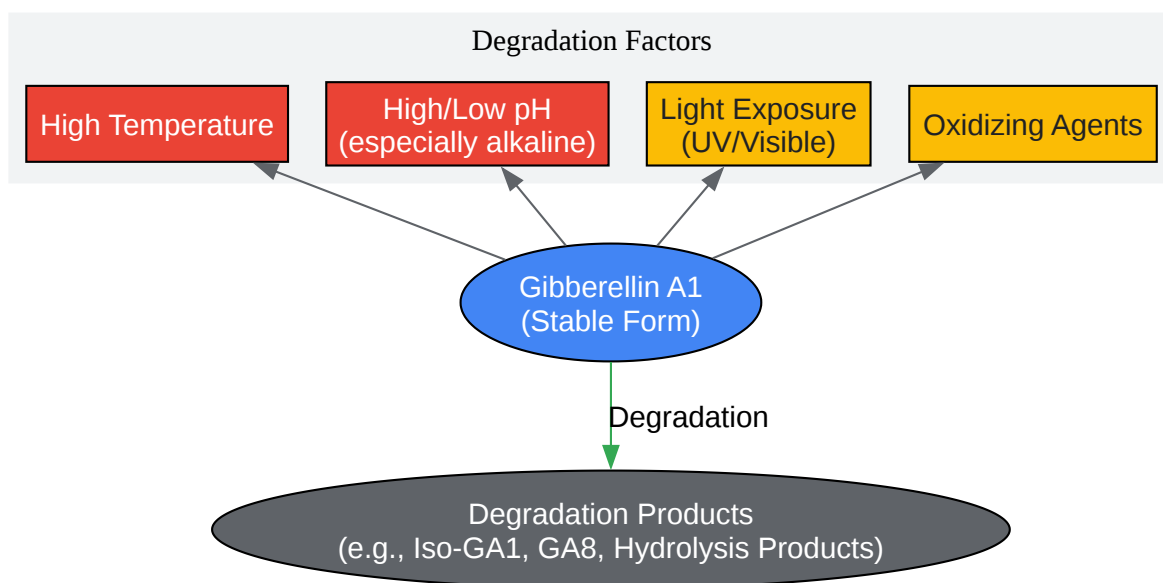 Degradation Factors
High Temperature
High/Low pH
(especially alkaline)
Light Exposure
(UV/Visible)
Oxidizing Agents
Gibberellin A1
(Stable Form)
Degradation
Degradation Products
(e.g., Iso-GA1, GA8, Hydrolysis Products)